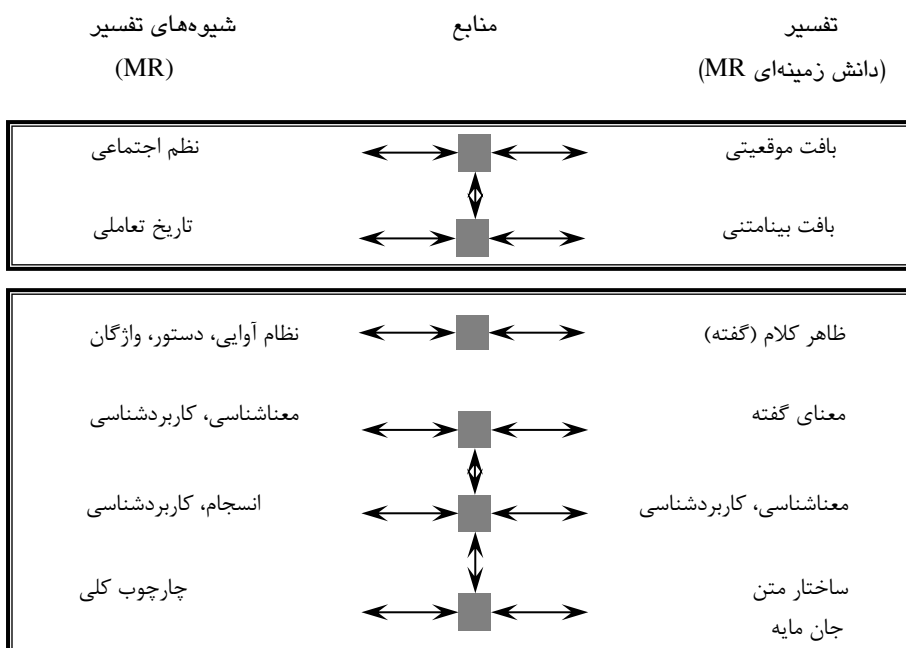 تفسیر منابع شیوه‌های تفسیر
(دانش زمینه‌ای MR) (MR)
بافت موقعیتی نظم اجتماعی
بافت بینامتنی تاریخ تعاملی
ظاهر کلام (گفته) نظام آوایی، دستور، واژگان
معنای گفته معناشناسی، کاربردشناسی
معناشناسی، کاربردشناسی انسجام، کاربردشناسی
ساختار متن چارچوب کلی
جان مایه